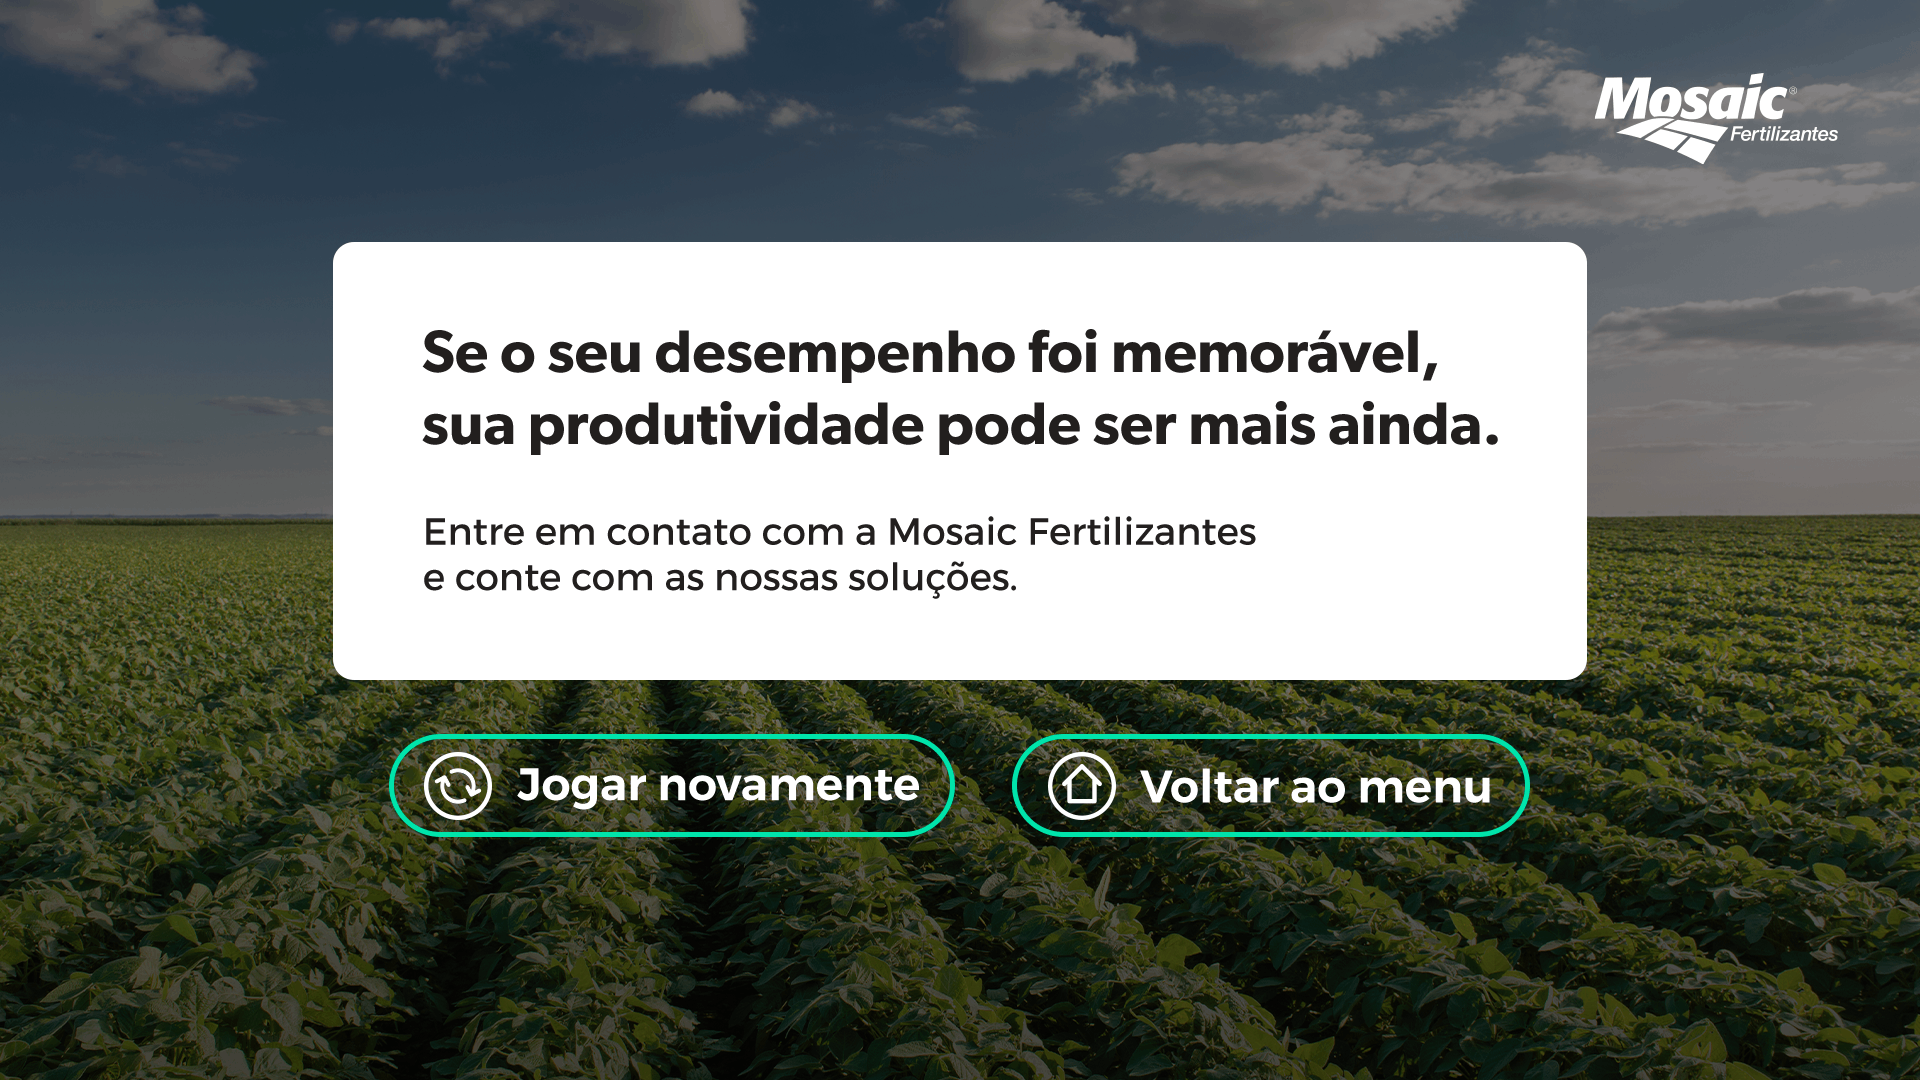 Mosaic®
Fertilizantes
Se o seu desempenho foi memorável,
sua produtividade pode ser mais ainda.
Entre em contato com a Mosaic Fertilizantes
e conte com as nossas soluções.
Jogar novamente
Voltar ao menu